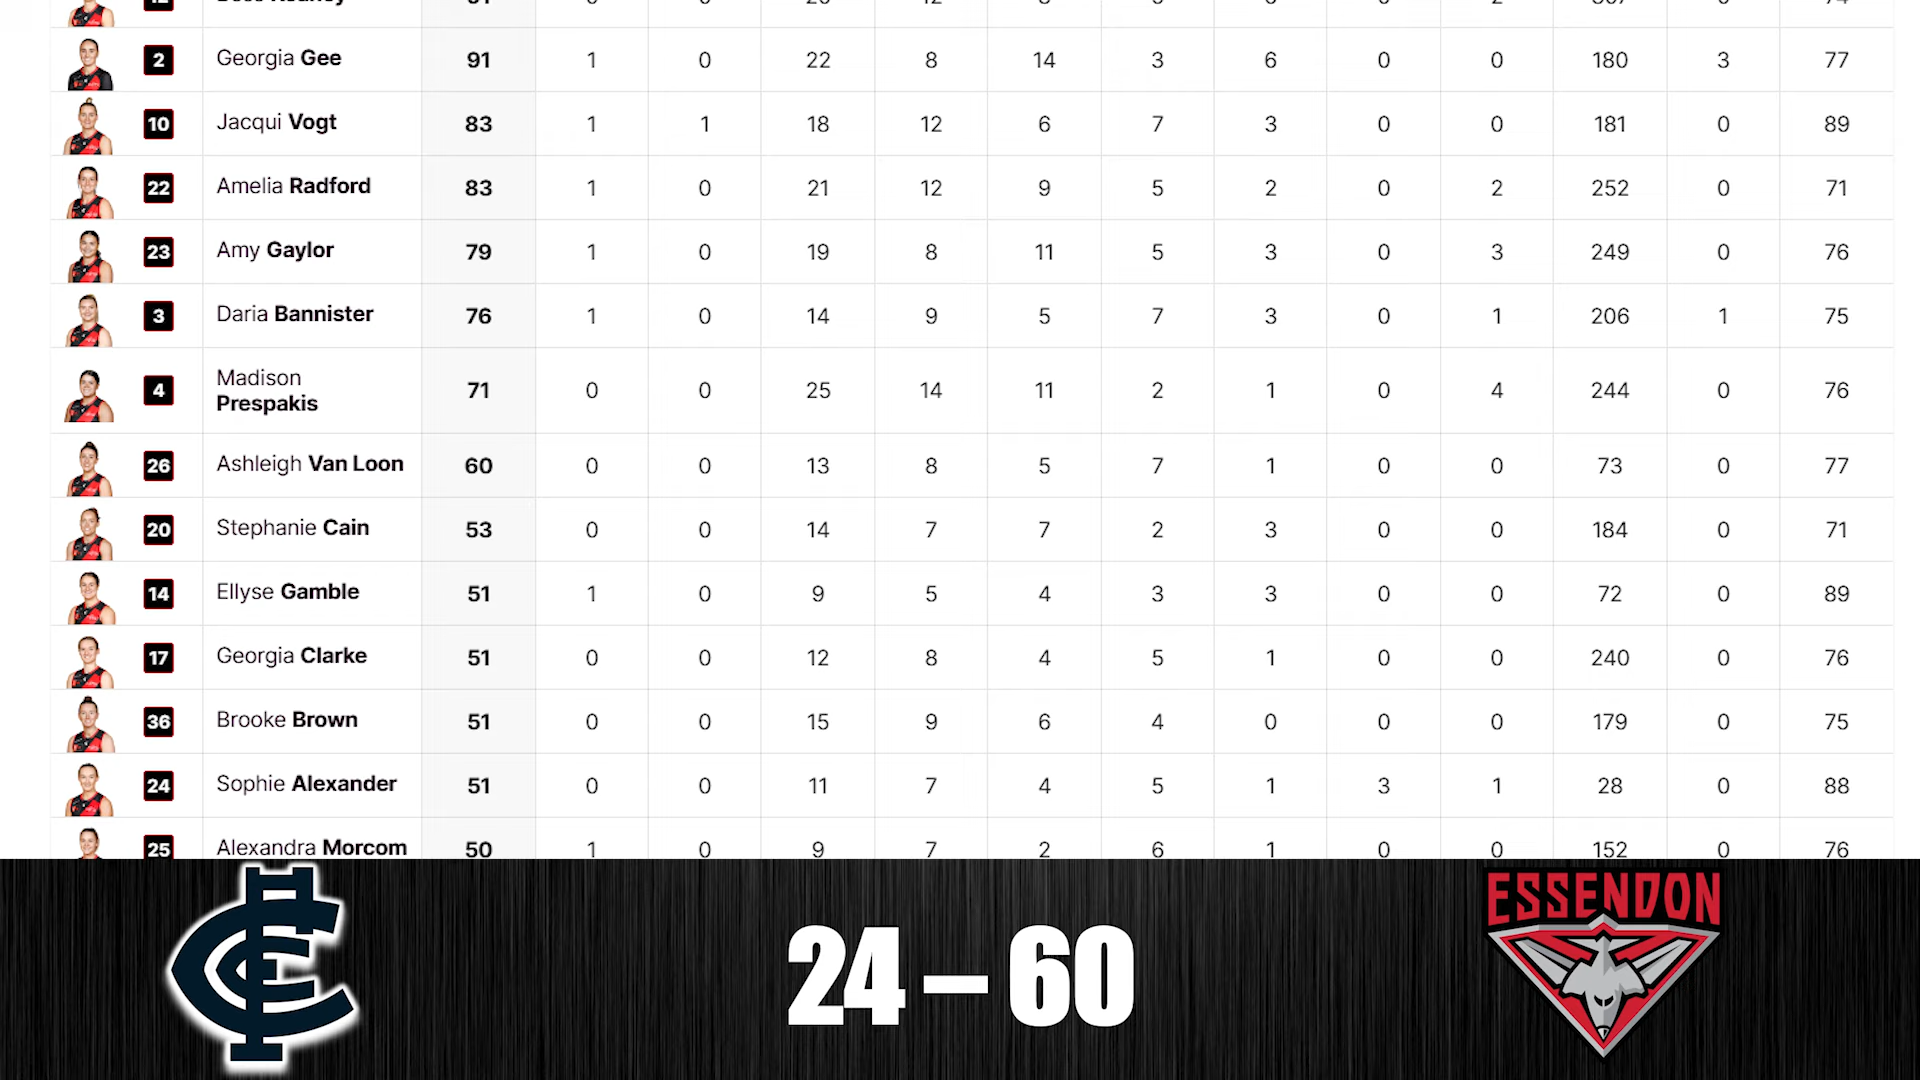 2 Georgia Gee 91 1 0 22 8 14 3 6 0 0 180 3 77
10 Jacqui Vogt 83 1 1 18 12 6 7 3 0 0 181 0 89
22 Amelia Radford 83 1 0 21 12 9 5 2 0 2 252 0 71
23 Amy Gaylor 79 1 0 19 8 11 5 3 0 3 249 0 76
3 Daria Bannister 76 1 0 14 9 5 7 3 0 1 206 1 75
4 Madison Prespakis 71 0 0 25 14 11 2 1 0 4 244 0 76
26 Ashleigh Van Loon 60 0 0 13 8 5 7 1 0 0 73 0 77
20 Stephanie Cain 53 0 0 14 7 7 2 3 0 0 184 0 71
14 Ellyse Gamble 51 1 0 9 5 4 3 3 0 0 72 0 89
17 Georgia Clarke 51 0 0 12 8 4 5 1 0 0 240 0 76
36 Brooke Brown 51 0 0 15 9 6 4 0 0 0 179 0 75
24 Sophie Alexander 51 0 0 11 7 4 5 1 3 1 28 0 88
25 Alexandra Morcom 50 1 0 9 7 2 6 1 0 0 152 0 76
CFC 24 – 60 ESSENDON